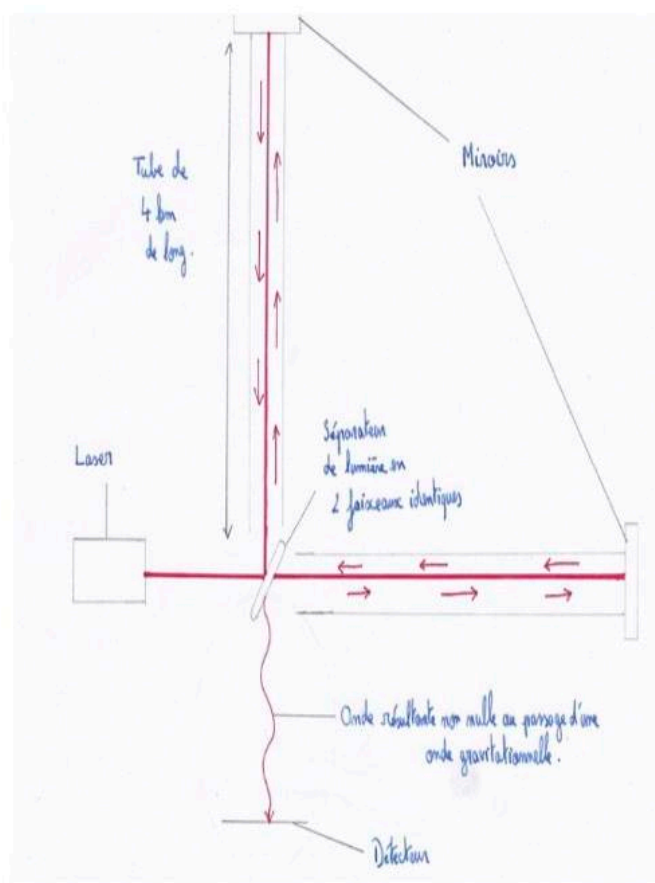 Miroirs
Tube de
4 km
de long.
Séparateur
de lumière en
2 faisceaux identiques
Laser
Onde résultante non nulle au passage d'une
onde gravitationnelle.
Détecteur